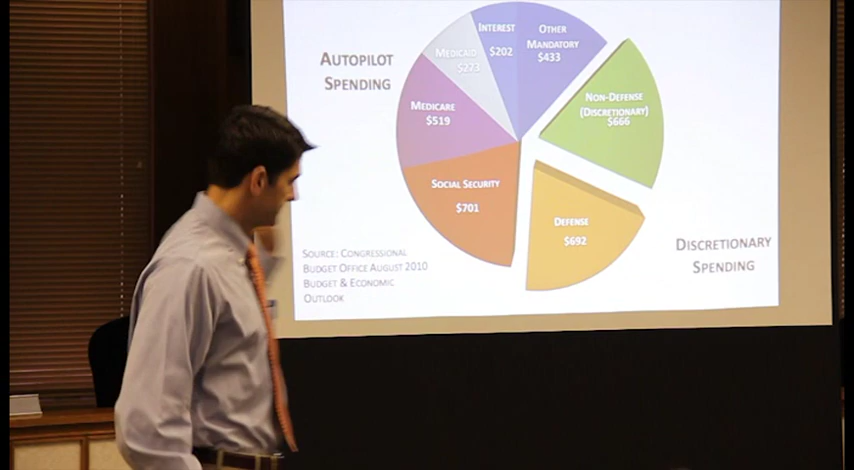 AUTOPILOT
SPENDING
INTEREST
$202
OTHER
MANDATORY
$433
MEDICAID
$273
MEDICARE
$519
NON-DEFENSE
(DISCRETIONARY)
$666
SOCIAL SECURITY
$701
DEFENSE
$692
DISCRETIONARY
SPENDING
SOURCE: CONGRESSIONAL
BUDGET OFFICE AUGUST 2010
BUDGET & ECONOMIC
OUTLOOK